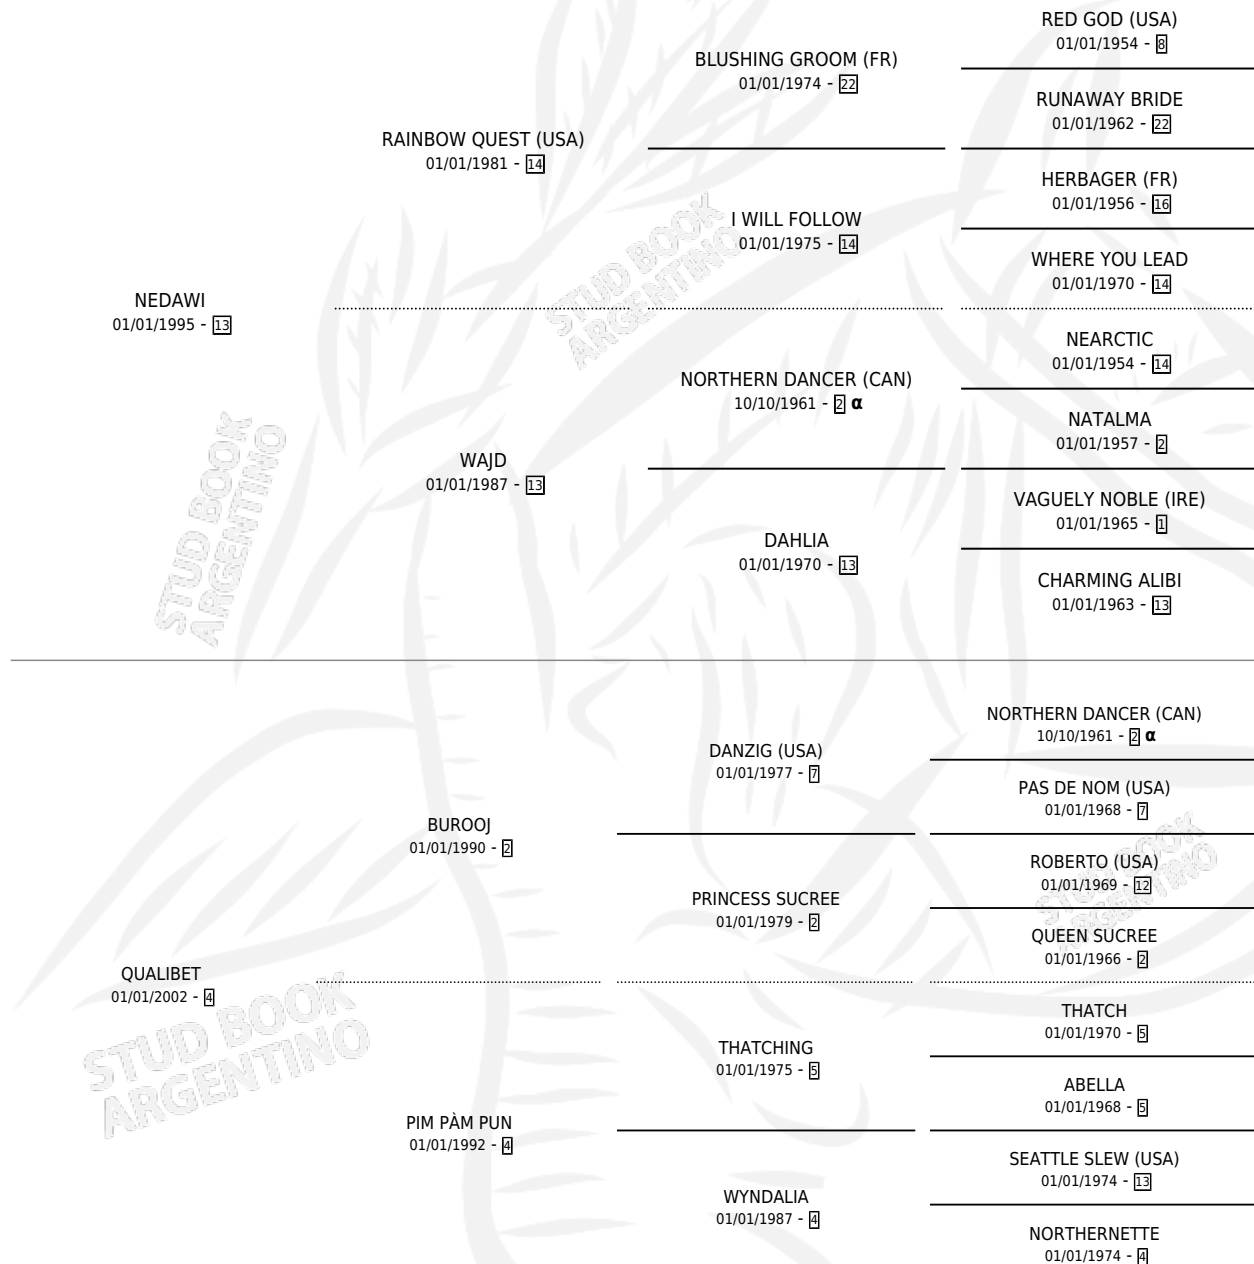 RED GOD (USA)
01/01/1954 - 8
BLUSHING GROOM (FR)
01/01/1974 - 22
RUNAWAY BRIDE
01/01/1962 - 22
RAINBOW QUEST (USA)
01/01/1981 - 14
HERBAGER (FR)
01/01/1956 - 16
I WILL FOLLOW
01/01/1975 - 14
WHERE YOU LEAD
01/01/1970 - 14
STUD BOOK
ARGENTINO
NEDAWI
01/01/1995 - 13
NEARCTIC
01/01/1954 - 14
NORTHERN DANCER (CAN)
10/10/1961 - 2 α
NATALMA
01/01/1957 - 2
WAJD
01/01/1987 - 13
VAGUELY NOBLE (IRE)
01/01/1965 - 1
DAHLIA
01/01/1970 - 13
CHARMING ALIBI
01/01/1963 - 13
STUD BOOK
ARGENTINO
NORTHERN DANCER (CAN)
10/10/1961 - 2 α
DANZIG (USA)
01/01/1977 - 7
PAS DE NOM (USA)
01/01/1968 - 7
BUROOJ
01/01/1990 - 2
ROBERTO (USA)
01/01/1969 - 12
PRINCESS SUCREE
01/01/1979 - 2
QUEEN SUCREE
01/01/1966 - 2
STUD BOOK
ARGENTINO
QUALIBET
01/01/2002 - 4
THATCH
01/01/1970 - 5
THATCHING
01/01/1975 - 5
ABELLA
01/01/1968 - 5
PIM PÀM PUN
01/01/1992 - 4
SEATTLE SLEW (USA)
01/01/1974 - 13
WYNDALIA
01/01/1987 - 4
NORTHERNETTE
01/01/1974 - 4
STUD BOOK
ARGENTINO